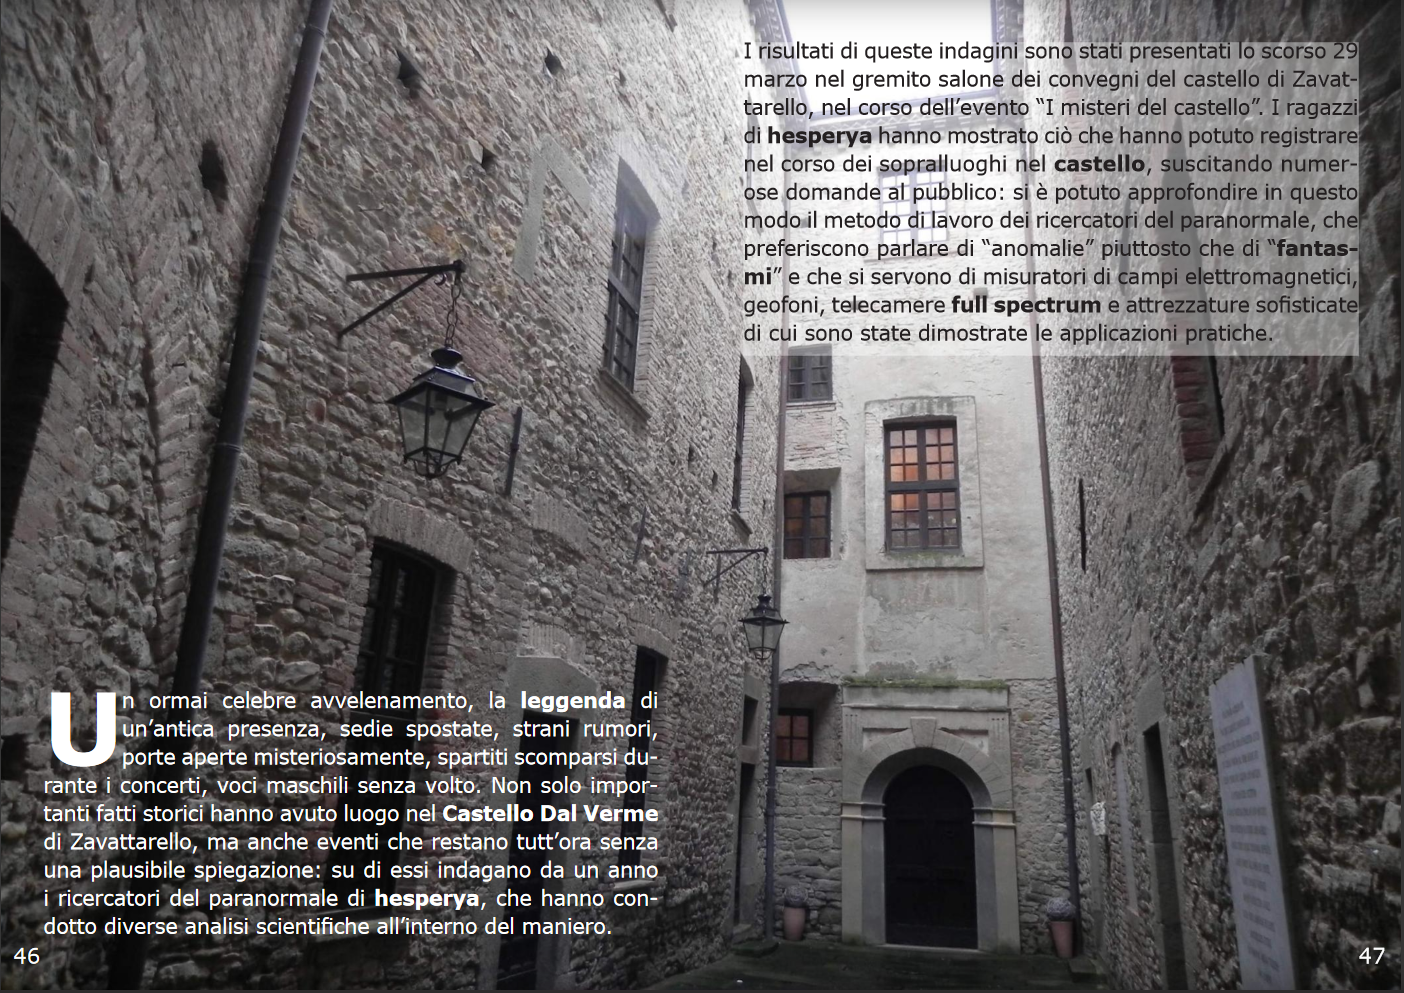 Un ormai celebre avvelenamento, la leggenda di
un’antica presenza, sedie spostate, strani rumori,
porte aperte misteriosamente, spartiti scomparsi du-
rante i concerti, voci maschili senza volto. Non solo impor-
tanti fatti storici hanno avuto luogo nel Castello Dal Verme
di Zavattarello, ma anche eventi che restano tutt’ora senza
una plausibile spiegazione: su di essi indagano da un anno
i ricercatori del paranormale di hesperya, che hanno con-
dotto diverse analisi scientifiche all’interno del maniero.
46
I risultati di queste indagini sono stati presentati lo scorso 29
marzo nel gremito salone dei convegni del castello di Zavat-
tarello, nel corso dell’evento “I misteri del castello”. I ragazzi
di hesperya hanno mostrato ciò che hanno potuto registrare
nel corso dei sopralluoghi nel castello, suscitando numer-
ose domande al pubblico: si è potuto approfondire in questo
modo il metodo di lavoro dei ricercatori del paranormale, che
preferiscono parlare di “anomalie” piuttosto che di “fantas-
mi” e che si servono di misuratori di campi elettromagnetici,
geofoni, telecamere full spectrum e attrezzature sofisticate
di cui sono state dimostrate le applicazioni pratiche.
47